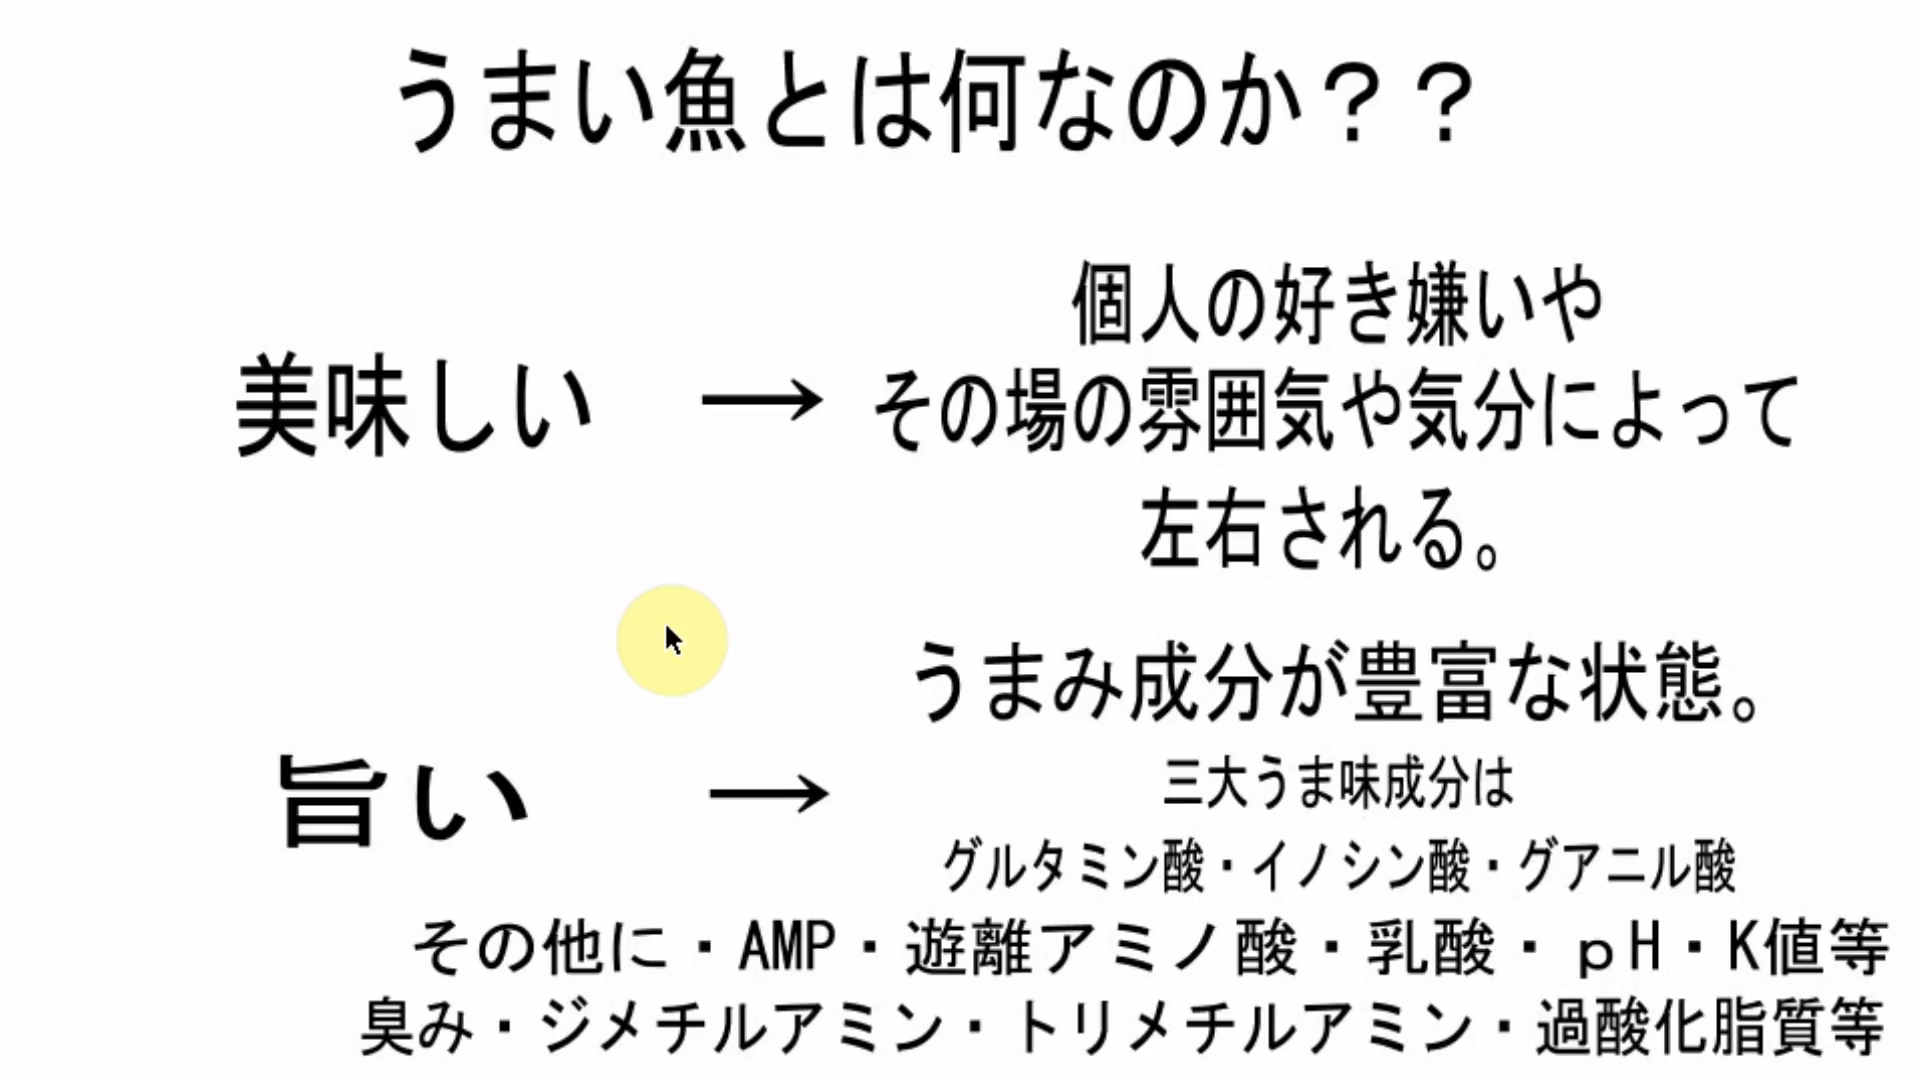 うまい魚とは何なのか？？
個人の好き嫌いや
美味しい → その場の雰囲気や気分によって
左右される。
うまみ成分が豊富な状態。
旨い → 三大うま味成分は
グルタミン酸・イノシン酸・グアニル酸
その他に・AMP・遊離アミノ酸・乳酸・ｐH・K値等
臭み・ジメチルアミン・トリメチルアミン・過酸化脂質等